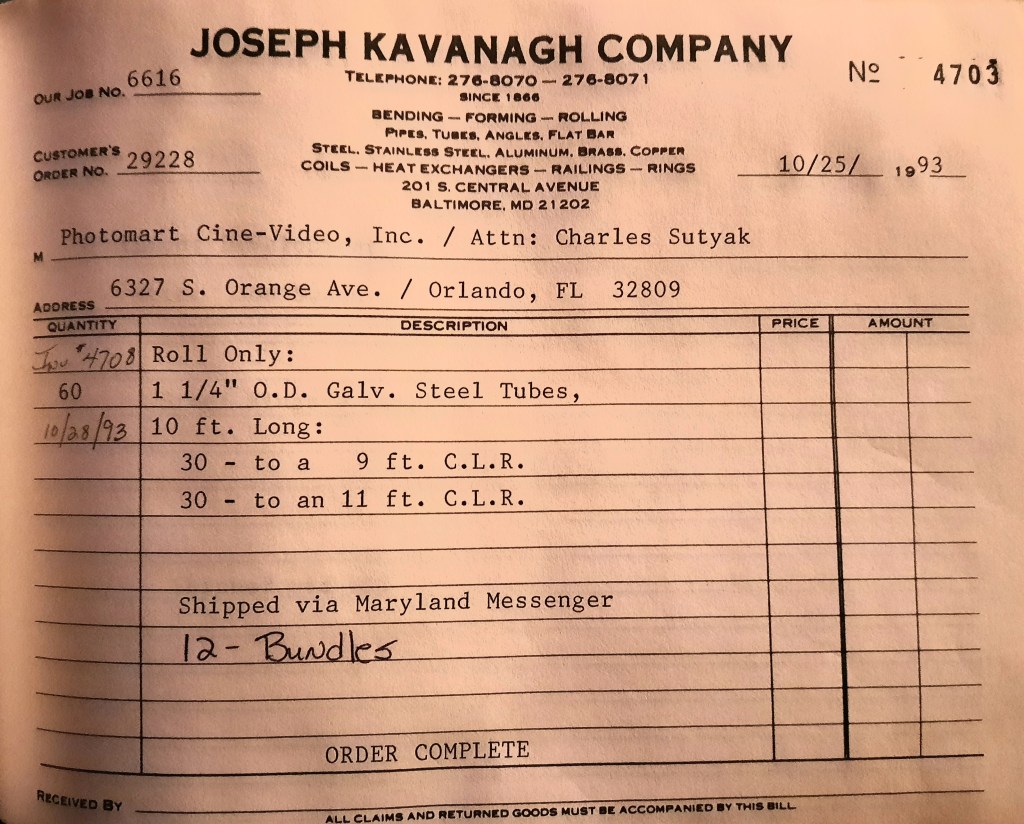 JOSEPH KAVANAGH COMPANY
TELEPHONE: 276-8070 — 276-8071
SINCE 1866
Nº 4703
OUR JOB NO. 6616
BENDING — FORMING — ROLLING
PIPES, TUBES, ANGLES, FLAT BAR
STEEL, STAINLESS STEEL, ALUMINUM, BRASS, COPPER
COILS — HEAT EXCHANGERS — RAILINGS — RINGS
201 S. CENTRAL AVENUE
BALTIMORE, MD 21202
CUSTOMER'S
ORDER NO. 29228
10/25/ 1993
M Photomart Cine-Video, Inc. / Attn: Charles Sutyak
ADDRESS 6327 S. Orange Ave. / Orlando, FL 32809
QUANTITY DESCRIPTION PRICE AMOUNT
Inv #4708 Roll Only:
60 1 1/4" O.D. Galv. Steel Tubes,
10/28/93 10 ft. Long:
30 - to a 9 ft. C.L.R.
30 - to an 11 ft. C.L.R.
Shipped via Maryland Messenger
12 - Bundles
ORDER COMPLETE
RECEIVED BY
ALL CLAIMS AND RETURNED GOODS MUST BE ACCOMPANIED BY THIS BILL